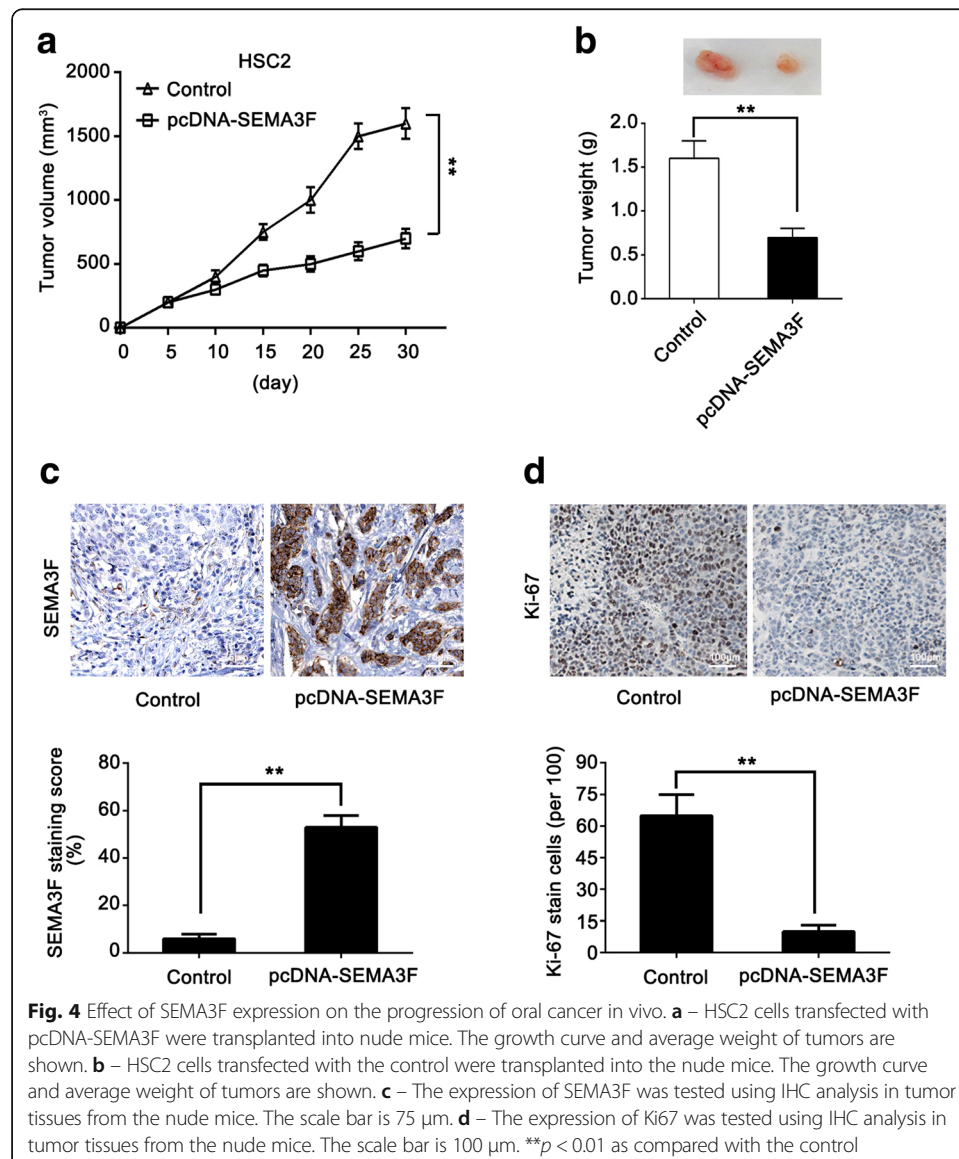 a
HSC2
Control
pcDNA-SEMA3F
Tumor volume (mm³)
2000
1500
1000
500
0
0 5 10 15 20 25 30
(day)
**
b
**
Tumor weight (g)
2.0
1.5
1.0
0.5
0.0
Control
pcDNA-SEMA3F
c
SEMA3F
Control pcDNA-SEMA3F
SEMA3F staining score
(%)
80
60
40
20
0
**
Control pcDNA-SEMA3F
d
Ki-67
100μm 100μm
Control pcDNA-SEMA3F
Ki-67 stain cells (per 100)
90
75
60
45
30
15
0
**
Control pcDNA-SEMA3F
Fig. 4 Effect of SEMA3F expression on the progression of oral cancer in vivo. a – HSC2 cells transfected with
pcDNA-SEMA3F were transplanted into nude mice. The growth curve and average weight of tumors are
shown. b – HSC2 cells transfected with the control were transplanted into the nude mice. The growth curve
and average weight of tumors are shown. c – The expression of SEMA3F was tested using IHC analysis in tumor
tissues from the nude mice. The scale bar is 75 μm. d – The expression of Ki67 was tested using IHC analysis in
tumor tissues from the nude mice. The scale bar is 100 μm. **p < 0.01 as compared with the control